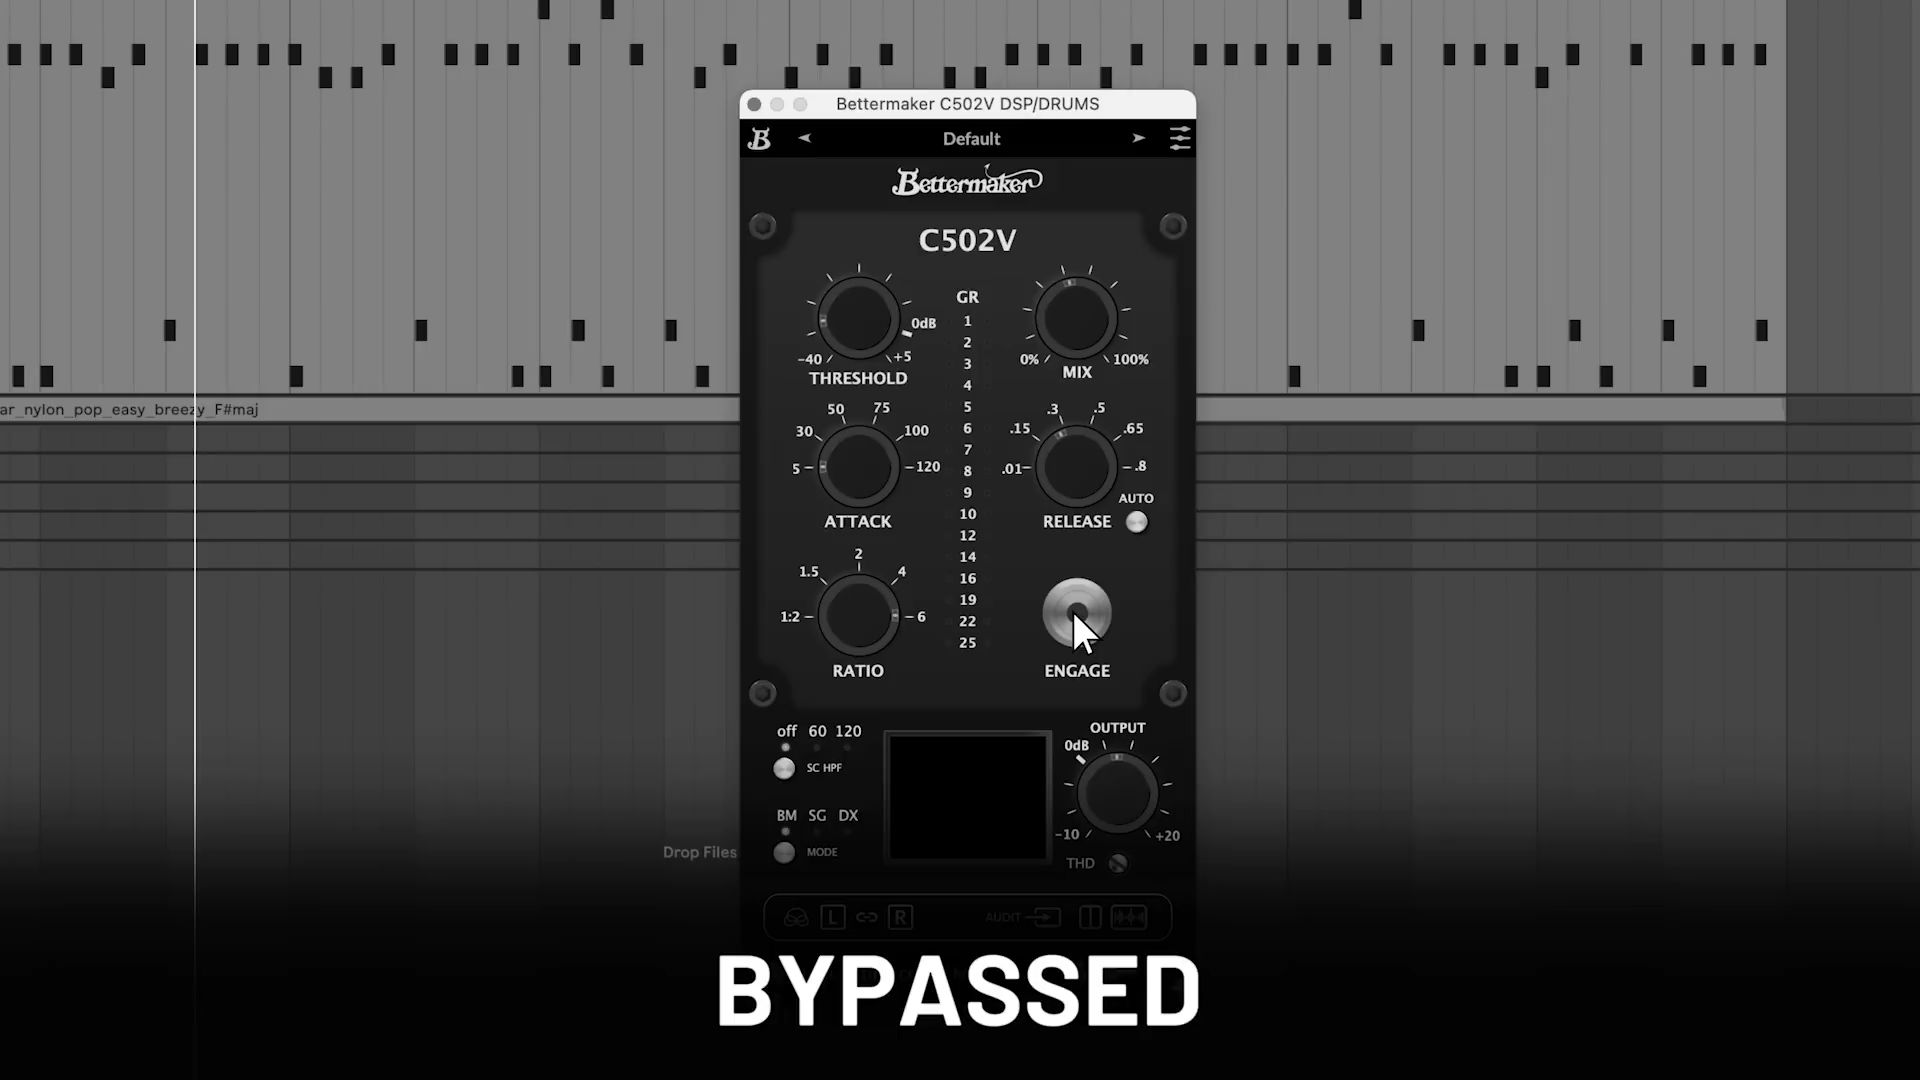 Bettermaker C502V DSP/DRUMS
B
Default
Bettermaker
C502V
0dB
-40
+5
THRESHOLD
GR
1
2
3
4
5
6
7
8
9
10
12
14
16
19
22
25
0%
100%
MIX
50 75
30 100
5 120
ATTACK
.3 .5
.15 .65
.01 .8
AUTO
RELEASE
2
1.5 4
1:2 6
RATIO
ENGAGE
ar_nylon_pop_easy_breezy_F#maj
off 60 120
SC HPF
BM SG DX
MODE
OUTPUT
0dB
-10
+20
THD
Drop Files
L R
AUDIT
BYPASSED